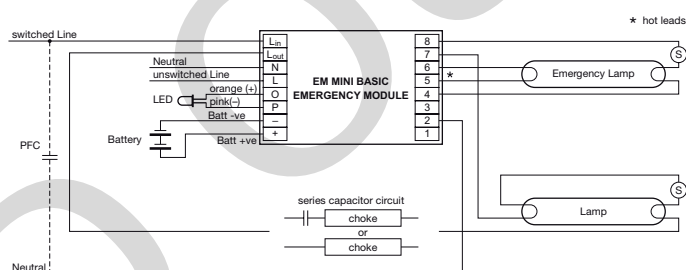 * hot leads
switched Line
Lin
Lout
N
L
O
P
–
+
8
7
6
5
4
3
2
1
*
EM MINI BASIC
EMERGENCY MODULE
Neutral
unswitched Line
orange (+)
LED
pink(–)
Batt -ve
Battery
Batt +ve
PFC
S
Emergency Lamp
S
Lamp
series capacitor circuit
choke
or
choke
Neutral